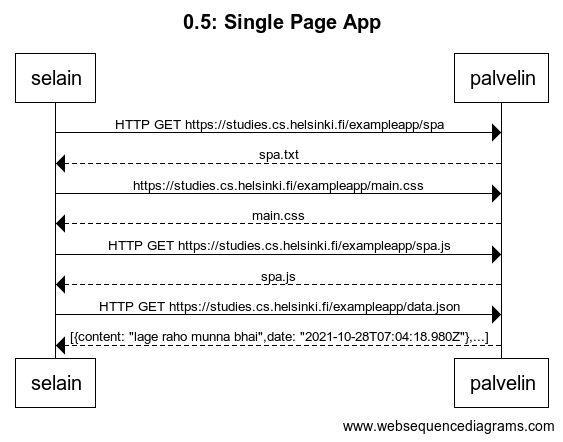 0.5: Single Page App
selain palvelin
HTTP GET https://studies.cs.helsinki.fi/exampleapp/spa
spa.txt
https://studies.cs.helsinki.fi/exampleapp/main.css
main.css
HTTP GET https://studies.cs.helsinki.fi/exampleapp/spa.js
spa.js
HTTP GET https://studies.cs.helsinki.fi/exampleapp/data.json
[{content: "lage raho munna bhai",date: "2021-10-28T07:04:18.980Z"},...]
selain palvelin
www.websequencediagrams.com